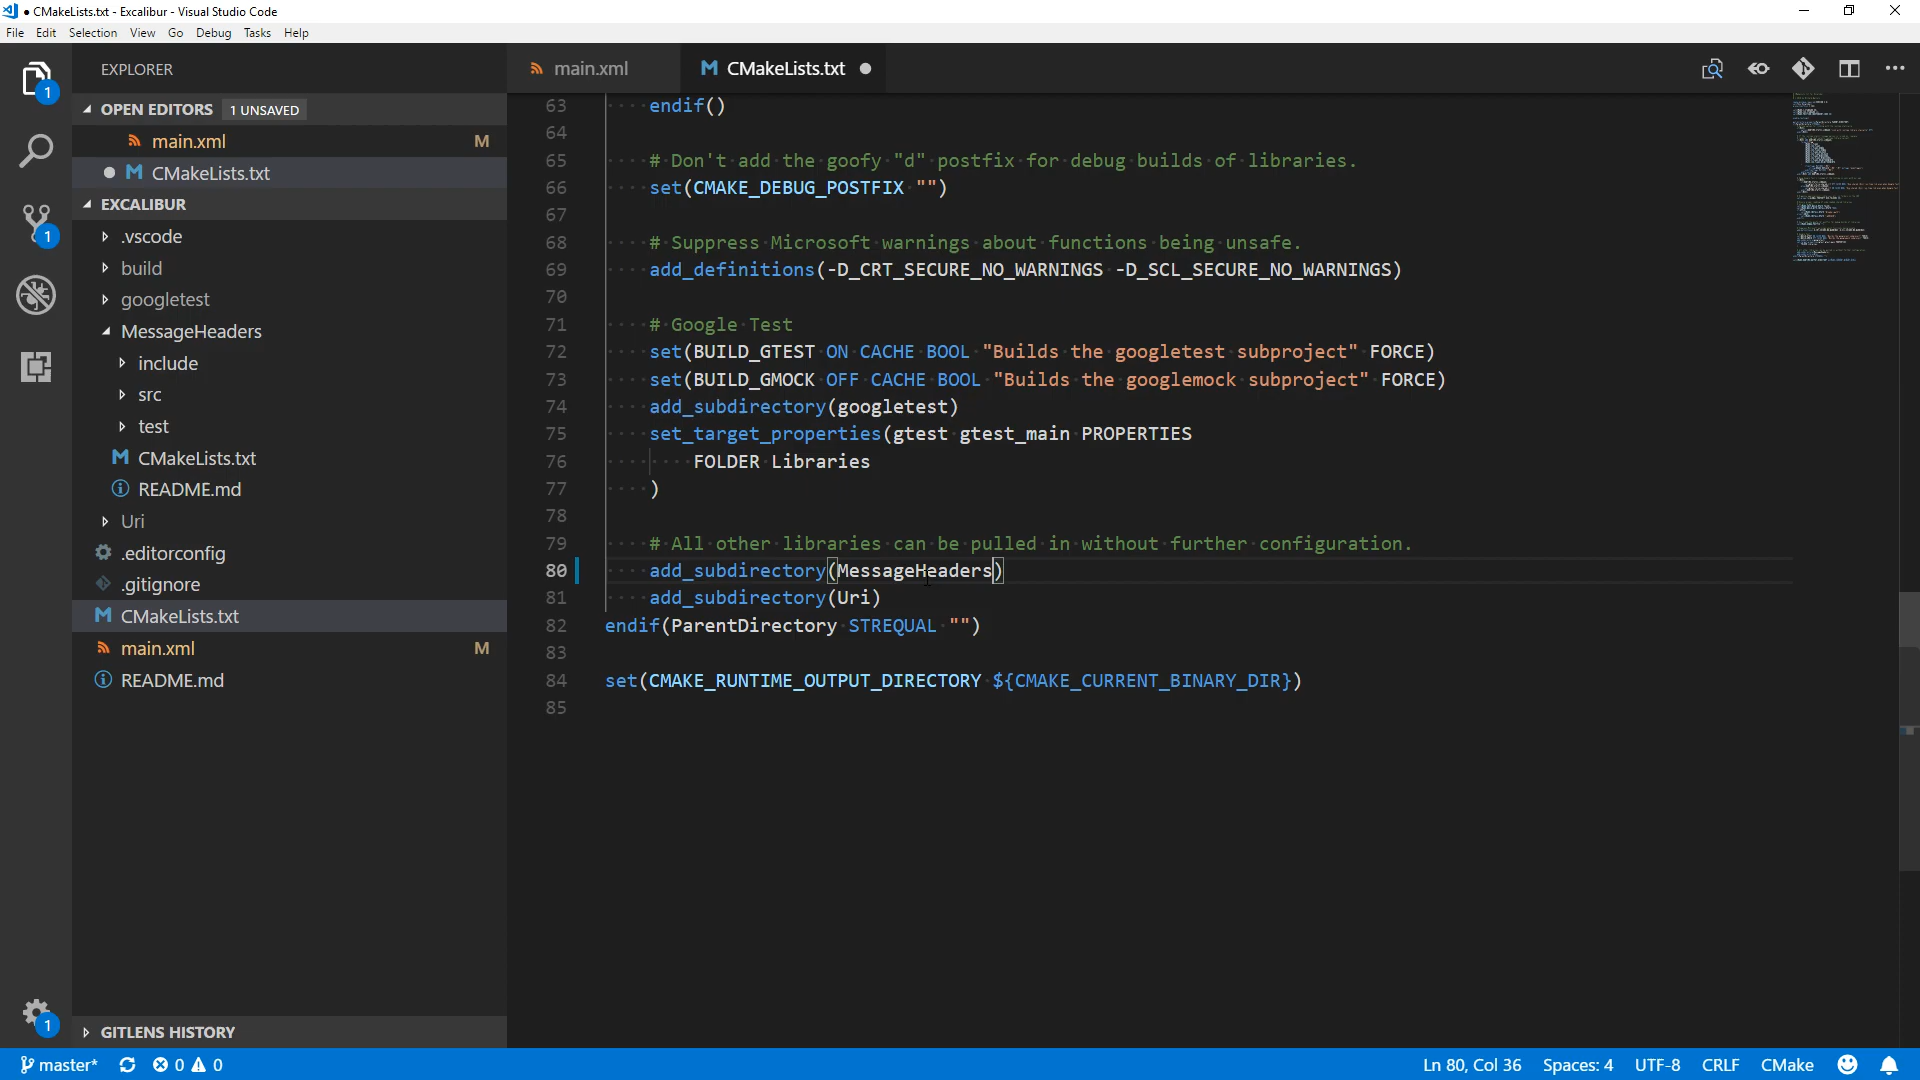 ● CMakeLists.txt - Excalibur - Visual Studio Code
File Edit Selection View Go Debug Tasks Help
EXPLORER
OPEN EDITORS 1 UNSAVED
main.xml M
● CMakeLists.txt
EXCALIBUR
.vscode
build
googletest
MessageHeaders
include
src
test
CMakeLists.txt
README.md
Uri
.editorconfig
.gitignore
CMakeLists.txt
main.xml M
README.md
GITLENS HISTORY
1
1
1
main.xml
CMakeLists.txt ●
63 endif()
64
65 # Don't add the goofy "d" postfix for debug builds of libraries.
66 set(CMAKE_DEBUG_POSTFIX "")
67
68 # Suppress Microsoft warnings about functions being unsafe.
69 add_definitions(-D_CRT_SECURE_NO_WARNINGS -D_SCL_SECURE_NO_WARNINGS)
70
71 # Google Test
72 set(BUILD_GTEST ON CACHE BOOL "Builds the googletest subproject" FORCE)
73 set(BUILD_GMOCK OFF CACHE BOOL "Builds the googlemock subproject" FORCE)
74 add_subdirectory(googletest)
75 set_target_properties(gtest gtest_main PROPERTIES
76 FOLDER Libraries
77 )
78
79 # All other libraries can be pulled in without further configuration.
80 add_subdirectory(MessageHeaders)
81 add_subdirectory(Uri)
82 endif(ParentDirectory STREQUAL "")
83
84 set(CMAKE_RUNTIME_OUTPUT_DIRECTORY ${CMAKE_CURRENT_BINARY_DIR})
85
master* 0 0 Ln 80, Col 36 Spaces: 4 UTF-8 CRLF CMake